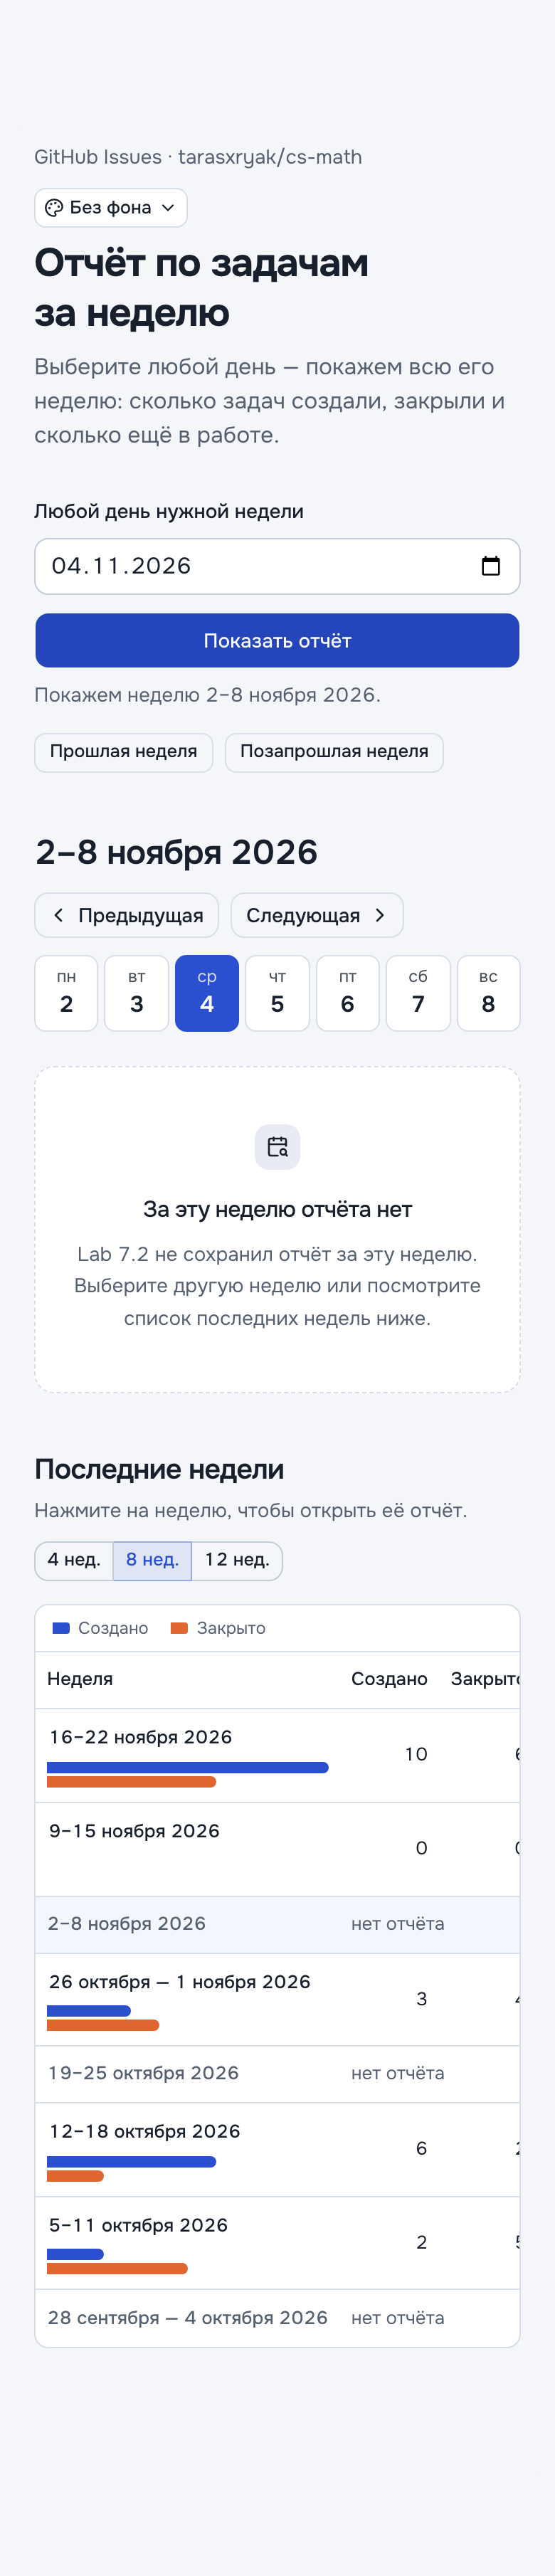 GitHub Issues · tarasxryak/cs-math
Без фона
Отчёт по задачам
за неделю
Выберите любой день — покажем всю его
неделю: сколько задач создали, закрыли и
сколько ещё в работе.
Любой день нужной недели
04.11.2026
Показать отчёт
Покажем неделю 2–8 ноября 2026.
Прошлая неделя Позапрошлая неделя
2–8 ноября 2026
Предыдущая Следующая
пн вт ср чт пт сб вс
2 3 4 5 6 7 8
За эту неделю отчёта нет
Lab 7.2 не сохранил отчёт за эту неделю.
Выберите другую неделю или посмотрите
список последних недель ниже.
Последние недели
Нажмите на неделю, чтобы открыть её отчёт.
4 нед. 8 нед. 12 нед.
Создано Закрыто
Неделя Создано Закрыто
16–22 ноября 2026
10
9–15 ноября 2026
0
2–8 ноября 2026 нет отчёта
26 октября — 1 ноября 2026
3
19–25 октября 2026 нет отчёта
12–18 октября 2026
6
5–11 октября 2026
2
28 сентября — 4 октября 2026 нет отчёта